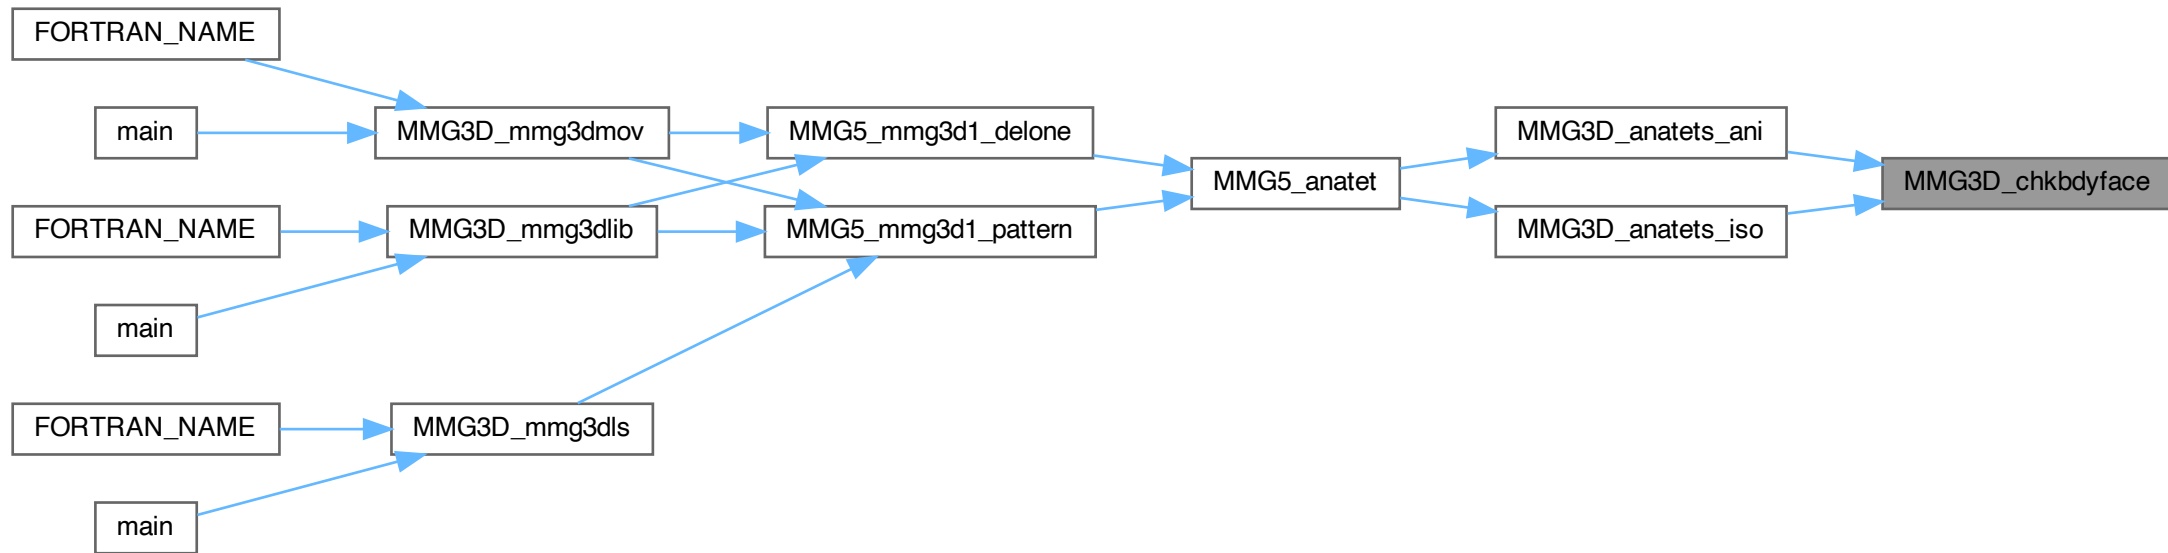 FORTRAN_NAME
main
MMG3D_mmg3dmov
MMG5_mmg3d1_delone
MMG3D_anatets_ani
MMG5_anatet
MMG3D_chkbdyface
FORTRAN_NAME
MMG3D_mmg3dlib
MMG5_mmg3d1_pattern
MMG3D_anatets_iso
main
FORTRAN_NAME
MMG3D_mmg3dls
main